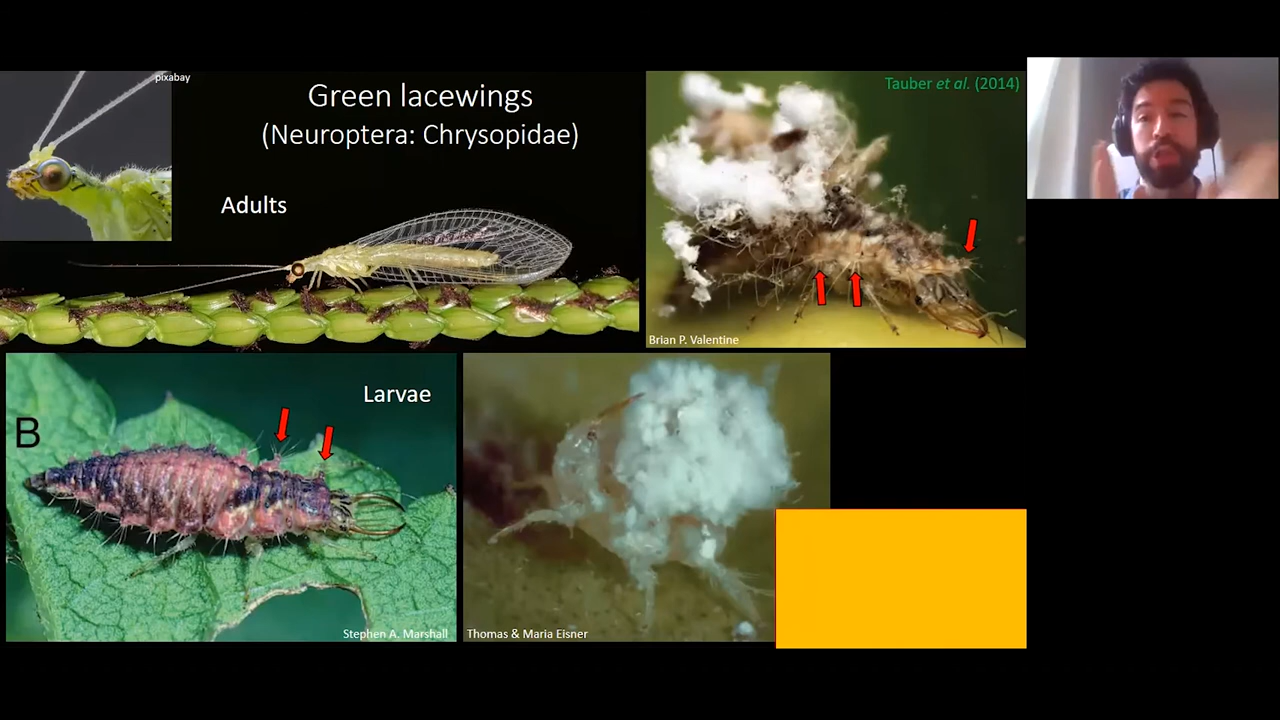 pixabay
Green lacewings
(Neuroptera: Chrysopidae)
Adults
Tauber et al. (2014)
Brian P. Valentine
Larvae
B
Stephen A. Marshall
Thomas & Maria Eisner